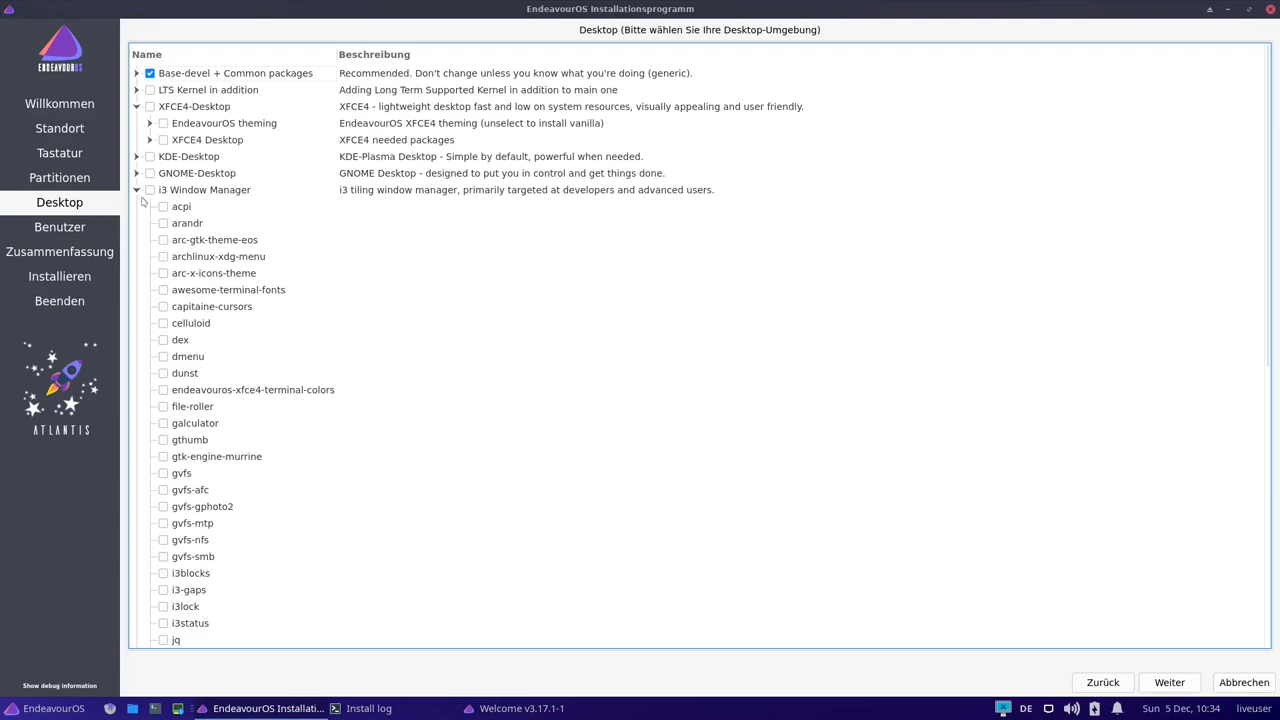 EndeavourOS Installationsprogramm
Desktop (Bitte wählen Sie Ihre Desktop-Umgebung)
ENDEAVOUROS
Willkommen
Standort
Tastatur
Partitionen
Desktop
Benutzer
Zusammenfassung
Installieren
Beenden
ATLANTIS
Show debug information
Name Beschreibung
Base-devel + Common packages Recommended. Don't change unless you know what you're doing (generic).
LTS Kernel in addition Adding Long Term Supported Kernel in addition to main one
XFCE4-Desktop XFCE4 - lightweight desktop fast and low on system resources, visually appealing and user friendly.
EndeavourOS theming EndeavourOS XFCE4 theming (unselect to install vanilla)
XFCE4 Desktop XFCE4 needed packages
KDE-Desktop KDE-Plasma Desktop - Simple by default, powerful when needed.
GNOME-Desktop GNOME Desktop - designed to put you in control and get things done.
i3 Window Manager i3 tiling window manager, primarily targeted at developers and advanced users.
acpi
arandr
arc-gtk-theme-eos
archlinux-xdg-menu
arc-x-icons-theme
awesome-terminal-fonts
capitaine-cursors
celluloid
dex
dmenu
dunst
endeavouros-xfce4-terminal-colors
file-roller
galculator
gthumb
gtk-engine-murrine
gvfs
gvfs-afc
gvfs-gphoto2
gvfs-mtp
gvfs-nfs
gvfs-smb
i3blocks
i3-gaps
i3lock
i3status
jq
Zurück Weiter Abbrechen
EndeavourOS EndeavourOS Installati... Install log Welcome v3.17.1-1 DE Sun 5 Dec, 10:34 liveuser